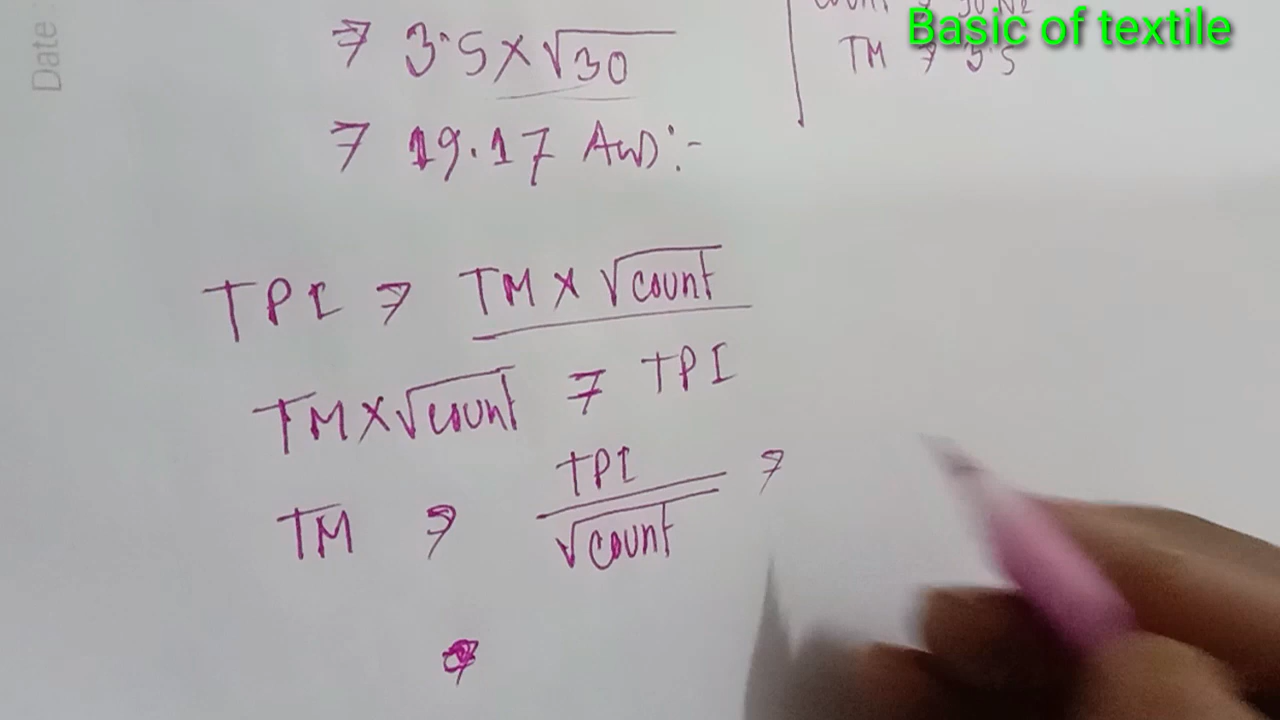 Date:
Basic of textile
TM ⇒ 3.5
⇒ 3.5 × √30
⇒ 19.17 Ans:-
TPI ⇒ TM × √count
TM × √count ⇒ TPI
TM ⇒ TPI / √count ⇒